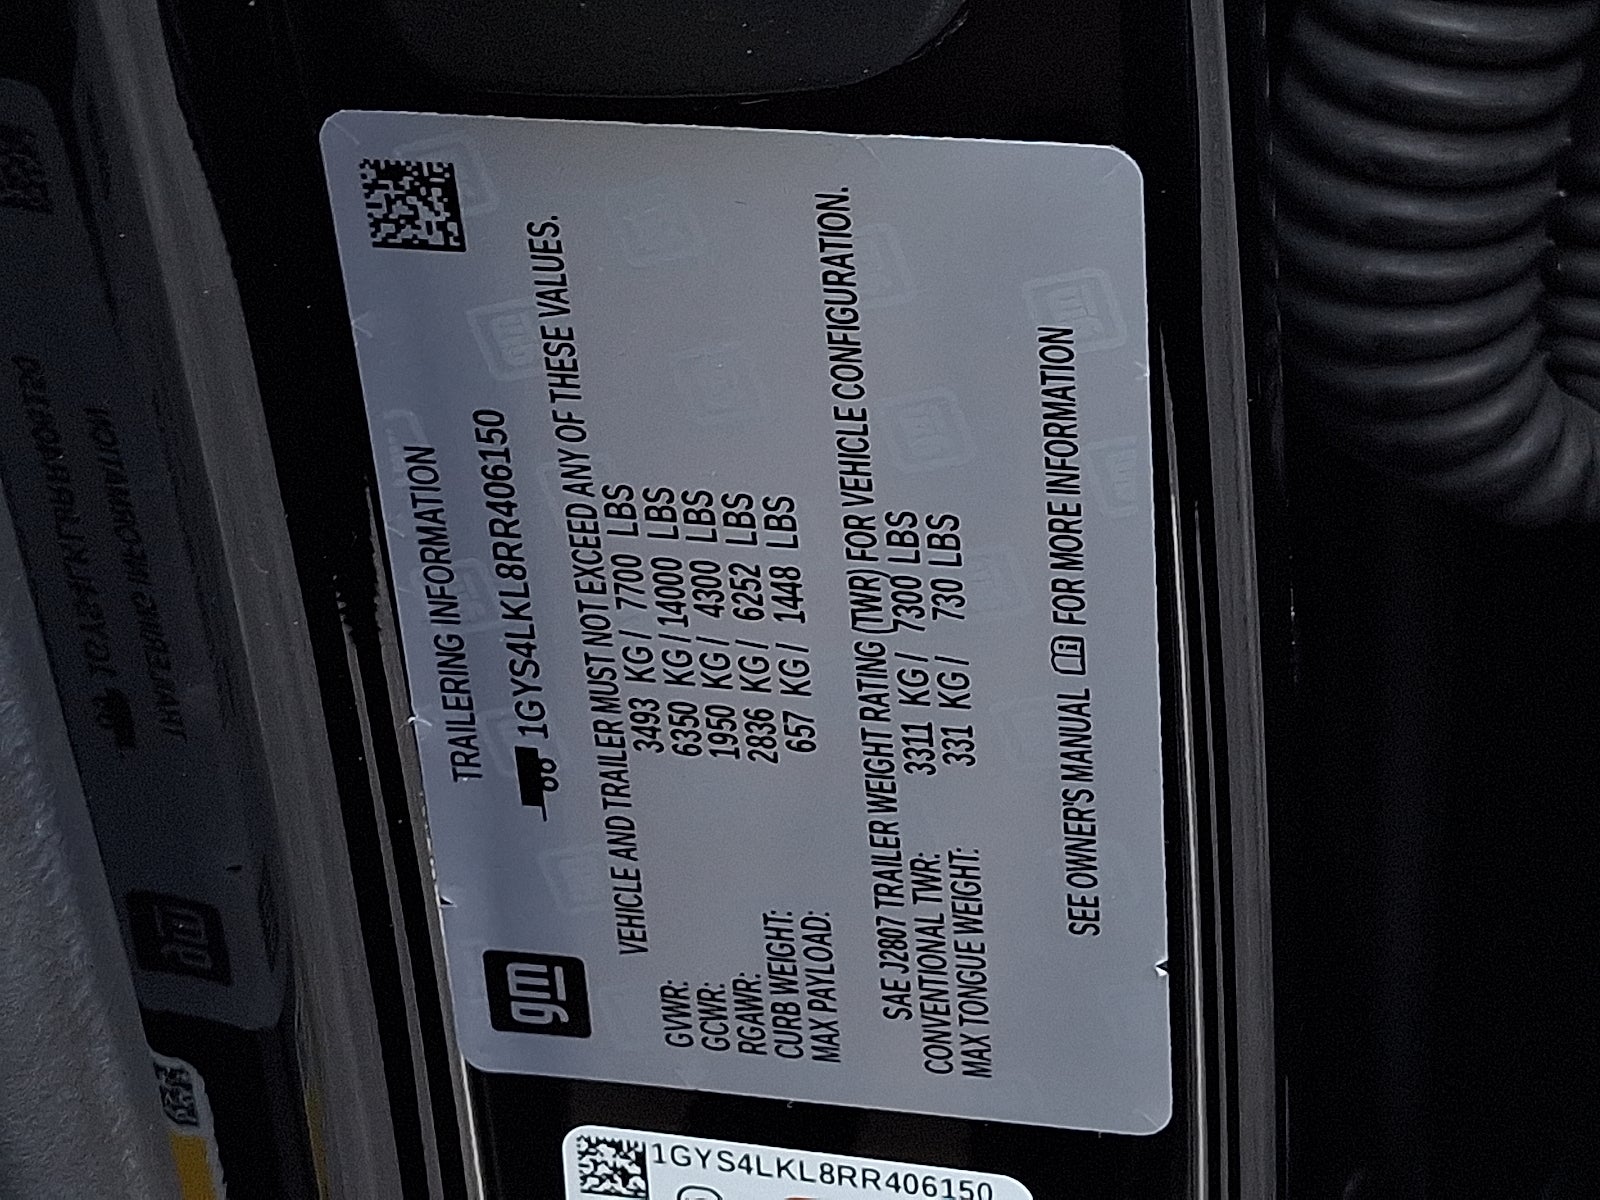 gm
TRAILERING INFORMATION
1GYS4LKL8RR406150
VEHICLE AND TRAILER MUST NOT EXCEED ANY OF THESE VALUES.
GVWR: 3493 KG / 7700 LBS
GCWR: 6350 KG / 14000 LBS
RGAWR: 1950 KG / 4300 LBS
CURB WEIGHT: 2836 KG / 6252 LBS
MAX PAYLOAD: 657 KG / 1448 LBS
SAE J2807 TRAILER WEIGHT RATING (TWR) FOR VEHICLE CONFIGURATION.
CONVENTIONAL TWR: 3311 KG / 7300 LBS
MAX TONGUE WEIGHT: 331 KG / 730 LBS
SEE OWNER'S MANUAL FOR MORE INFORMATION
1GYS4LKL8RR406150